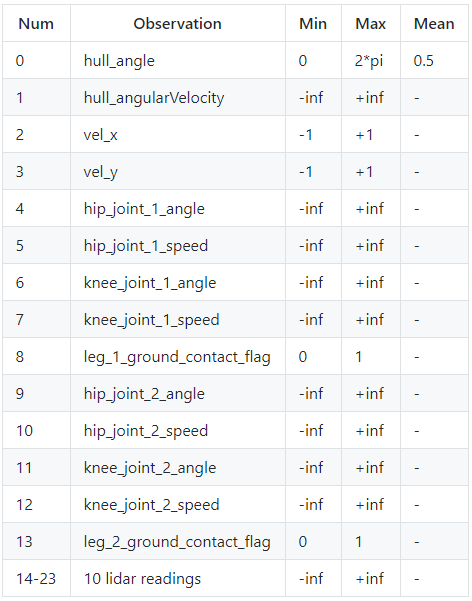 Num Observation Min Max Mean
0 hull_angle 0 2*pi 0.5
1 hull_angularVelocity -inf +inf -
2 vel_x -1 +1 -
3 vel_y -1 +1 -
4 hip_joint_1_angle -inf +inf -
5 hip_joint_1_speed -inf +inf -
6 knee_joint_1_angle -inf +inf -
7 knee_joint_1_speed -inf +inf -
8 leg_1_ground_contact_flag 0 1 -
9 hip_joint_2_angle -inf +inf -
10 hip_joint_2_speed -inf +inf -
11 knee_joint_2_angle -inf +inf -
12 knee_joint_2_speed -inf +inf -
13 leg_2_ground_contact_flag 0 1 -
14-23 10 lidar readings -inf +inf -